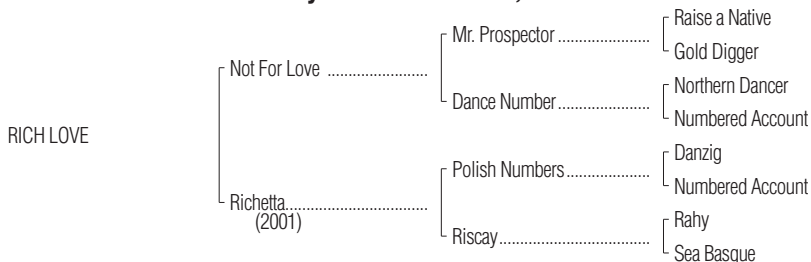 Raise a Native
Mr. Prospector ......................
Gold Digger
Not For Love ........................
Northern Dancer
Dance Number ......................
Numbered Account
RICH LOVE
Danzig
Polish Numbers ....................
Numbered Account
Richetta..................................
(2001)
Rahy
Riscay....................................
Sea Basque